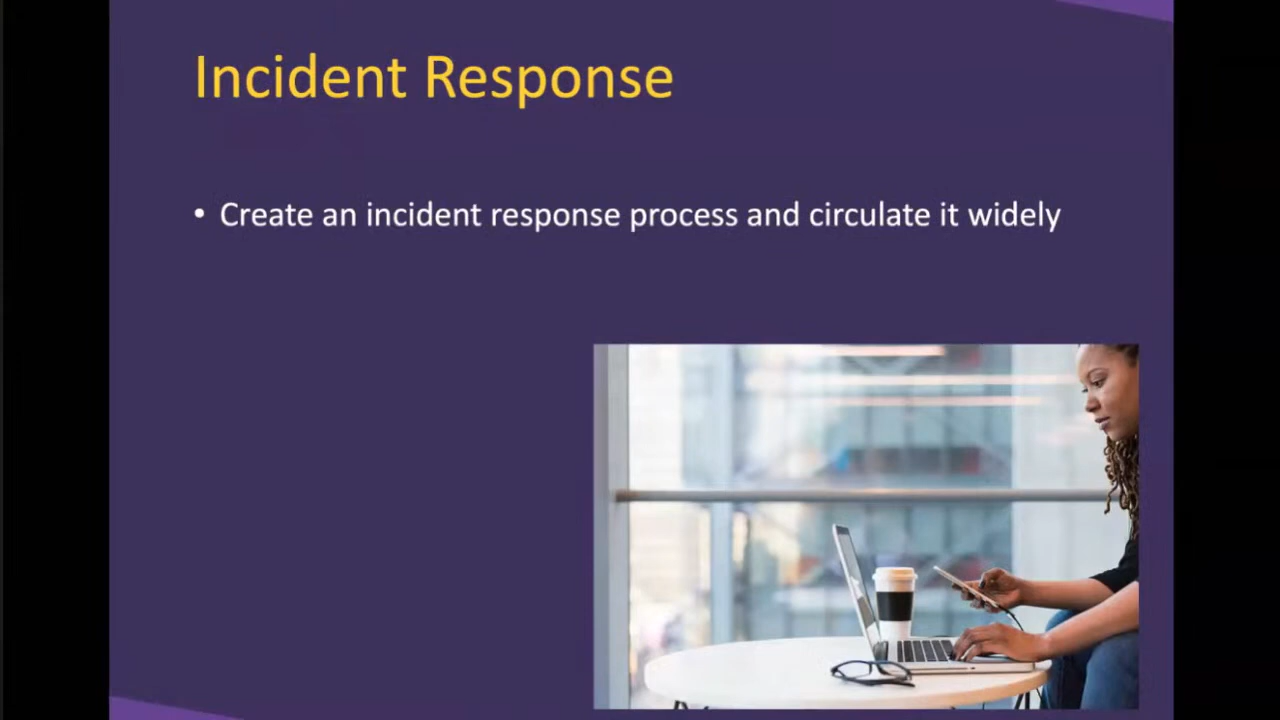 Incident Response
• Create an incident response process and circulate it widely